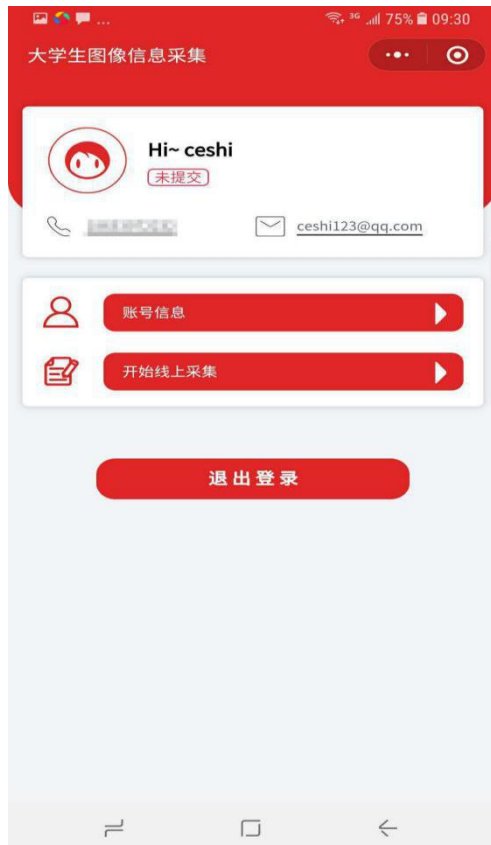 ... 3G 75% 09:30
大学生图像信息采集
Hi~ ceshi
未提交
ceshi123@qq.com
账号信息
开始线上采集
退出登录